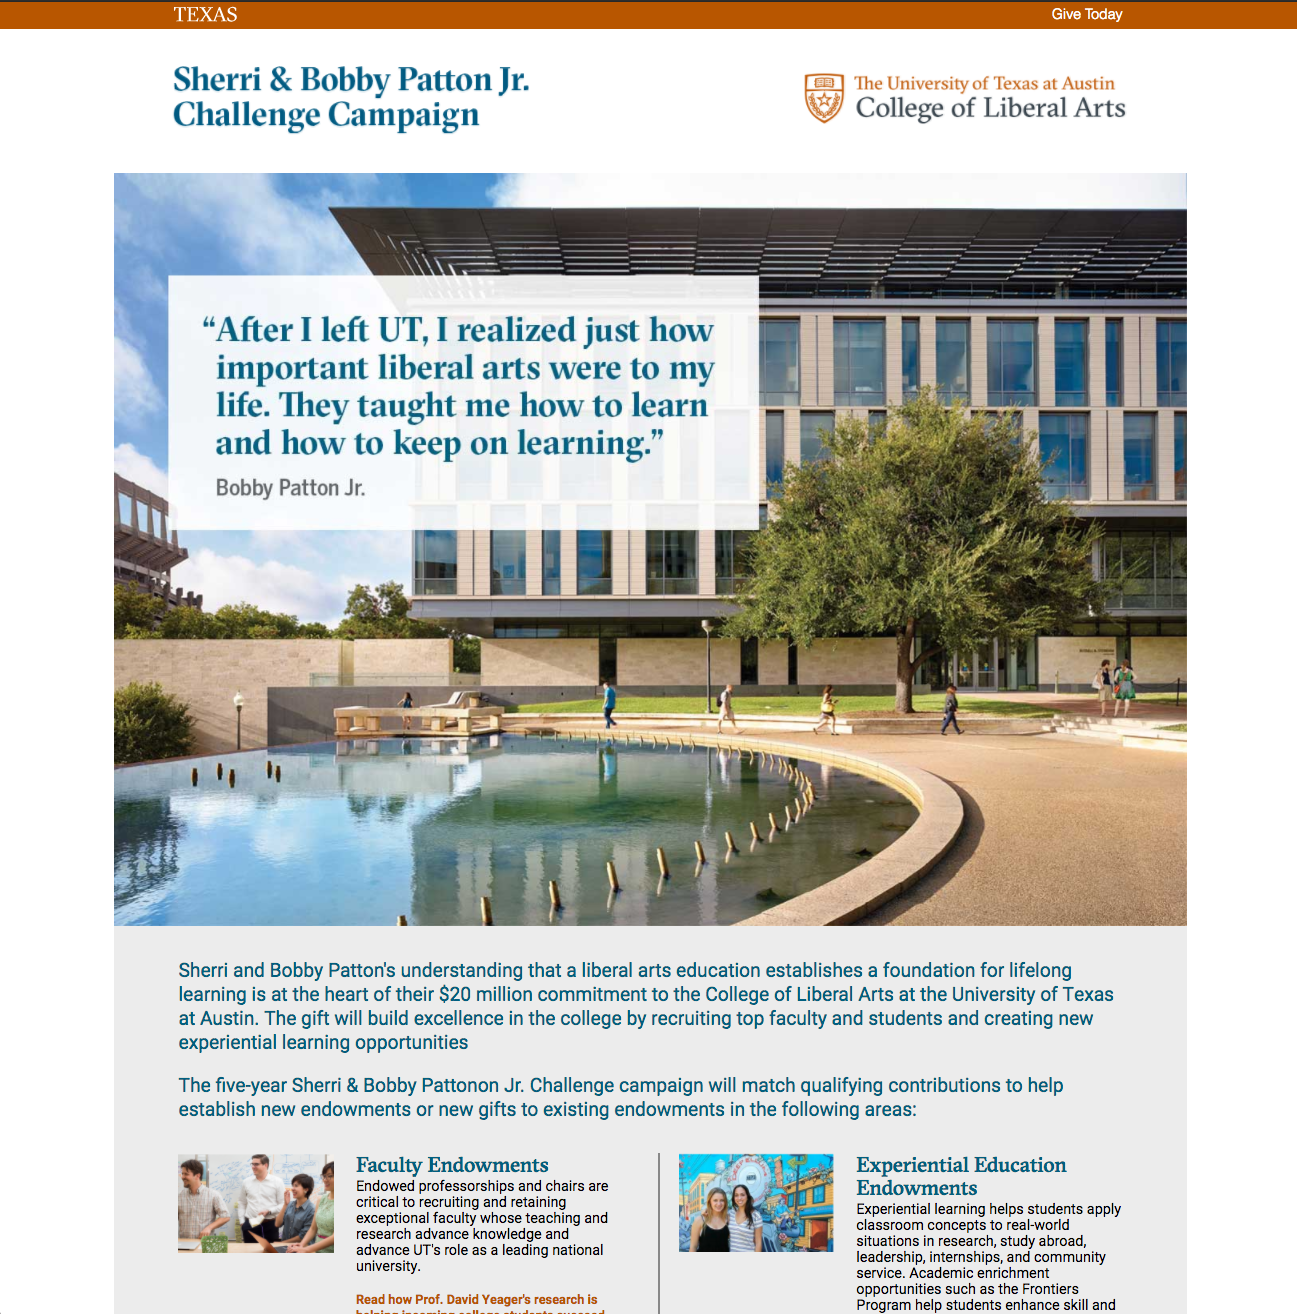 TEXAS
Give Today
Sherri & Bobby Patton Jr.
Challenge Campaign
The University of Texas at Austin
College of Liberal Arts
“After I left UT, I realized just how
important liberal arts were to my
life. They taught me how to learn
and how to keep on learning.”
Bobby Patton Jr.
Sherri and Bobby Patton's understanding that a liberal arts education establishes a foundation for lifelong
learning is at the heart of their $20 million commitment to the College of Liberal Arts at the University of Texas
at Austin. The gift will build excellence in the college by recruiting top faculty and students and creating new
experiential learning opportunities
The five-year Sherri & Bobby Pattonon Jr. Challenge campaign will match qualifying contributions to help
establish new endowments or new gifts to existing endowments in the following areas:
Faculty Endowments
Endowed professorships and chairs are
critical to recruiting and retaining
exceptional faculty whose teaching and
research advance knowledge and
advance UT's role as a leading national
university.
Read how Prof. David Yeager's research is
helping incoming college students succeed
Experiential Education
Endowments
Experiential learning helps students apply
classroom concepts to real-world
situations in research, study abroad,
leadership, internships, and community
service. Academic enrichment
opportunities such as the Frontiers
Program help students enhance skill and